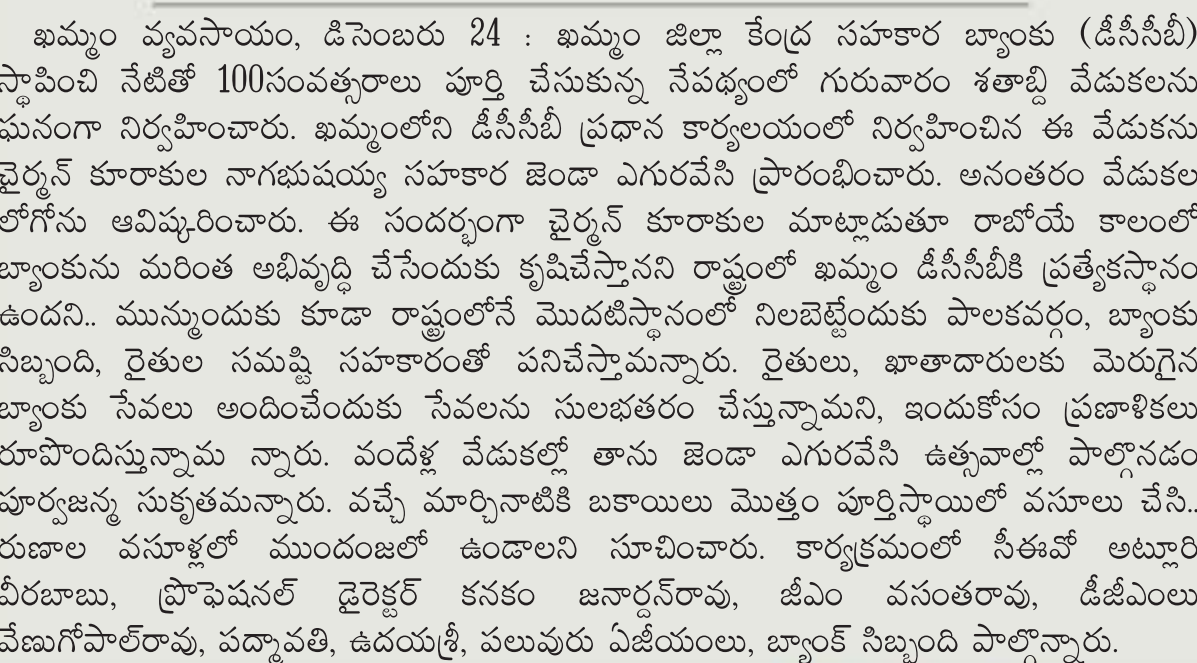 ఖమ్మం వ్యవసాయం, డిసెంబరు 24 : ఖమ్మం జిల్లా కేంద్ర సహకార బ్యాంకు (డీసీసీబీ)
స్థాపించి నేటితో 100సంవత్సరాలు పూర్తి చేసుకున్న నేపథ్యంలో గురువారం శతాబ్ది వేడుకలను
ఘనంగా నిర్వహించారు. ఖమ్మంలోని డీసీసీబీ ప్రధాన కార్యలయంలో నిర్వహించిన ఈ వేడుకను
చైర్మన్ కూరాకుల నాగభుషయ్య సహకార జెండా ఎగురవేసి ప్రారంభించారు. అనంతరం వేడుకల
లోగోను ఆవిష్కరించారు. ఈ సందర్భంగా చైర్మన్ కూరాకుల మాట్లాడుతూ రాబోయే కాలంలో
బ్యాంకును మరింత అభివృద్ధి చేసేందుకు కృషిచేస్తానని రాష్ట్రంలో ఖమ్మం డీసీసీబీకి ప్రత్యేకస్థానం
ఉందని.. మున్ముందుకు కూడా రాష్ట్రంలోనే మొదటిస్థానంలో నిలబెట్టేందుకు పాలకవర్గం, బ్యాంకు
సిబ్బంది, రైతుల సమష్టి సహకారంతో పనిచేస్తామన్నారు. రైతులు, ఖాతాదారులకు మెరుగైన
బ్యాంకు సేవలు అందించేందుకు సేవలను సులభతరం చేస్తున్నామని, ఇందుకోసం ప్రణాళికలు
రూపొందిస్తున్నామ న్నారు. వందేళ్ల వేడుకల్లో తాను జెండా ఎగురవేసి ఉత్సవాల్లో పాల్గొనడం
పూర్వజన్మ సుకృతమన్నారు. వచ్చే మార్చినాటికి బకాయిలు మొత్తం పూర్తిస్థాయిలో వసూలు చేసి..
రుణాల వసూళ్లలో ముందంజలో ఉండాలని సూచించారు. కార్యక్రమంలో సీఈవో అట్లూరి
వీరబాబు, ప్రొఫెషనల్ డైరెక్టర్ కనకం జనార్దన్‌రావు, జీఎం వసంతరావు, డీజీఎంలు
వేణుగోపాల్‌రావు, పద్మావతి, ఉదయశ్రీ, పలువురు ఏజీయంలు, బ్యాంక్ సిబ్బంది పాల్గొన్నారు.